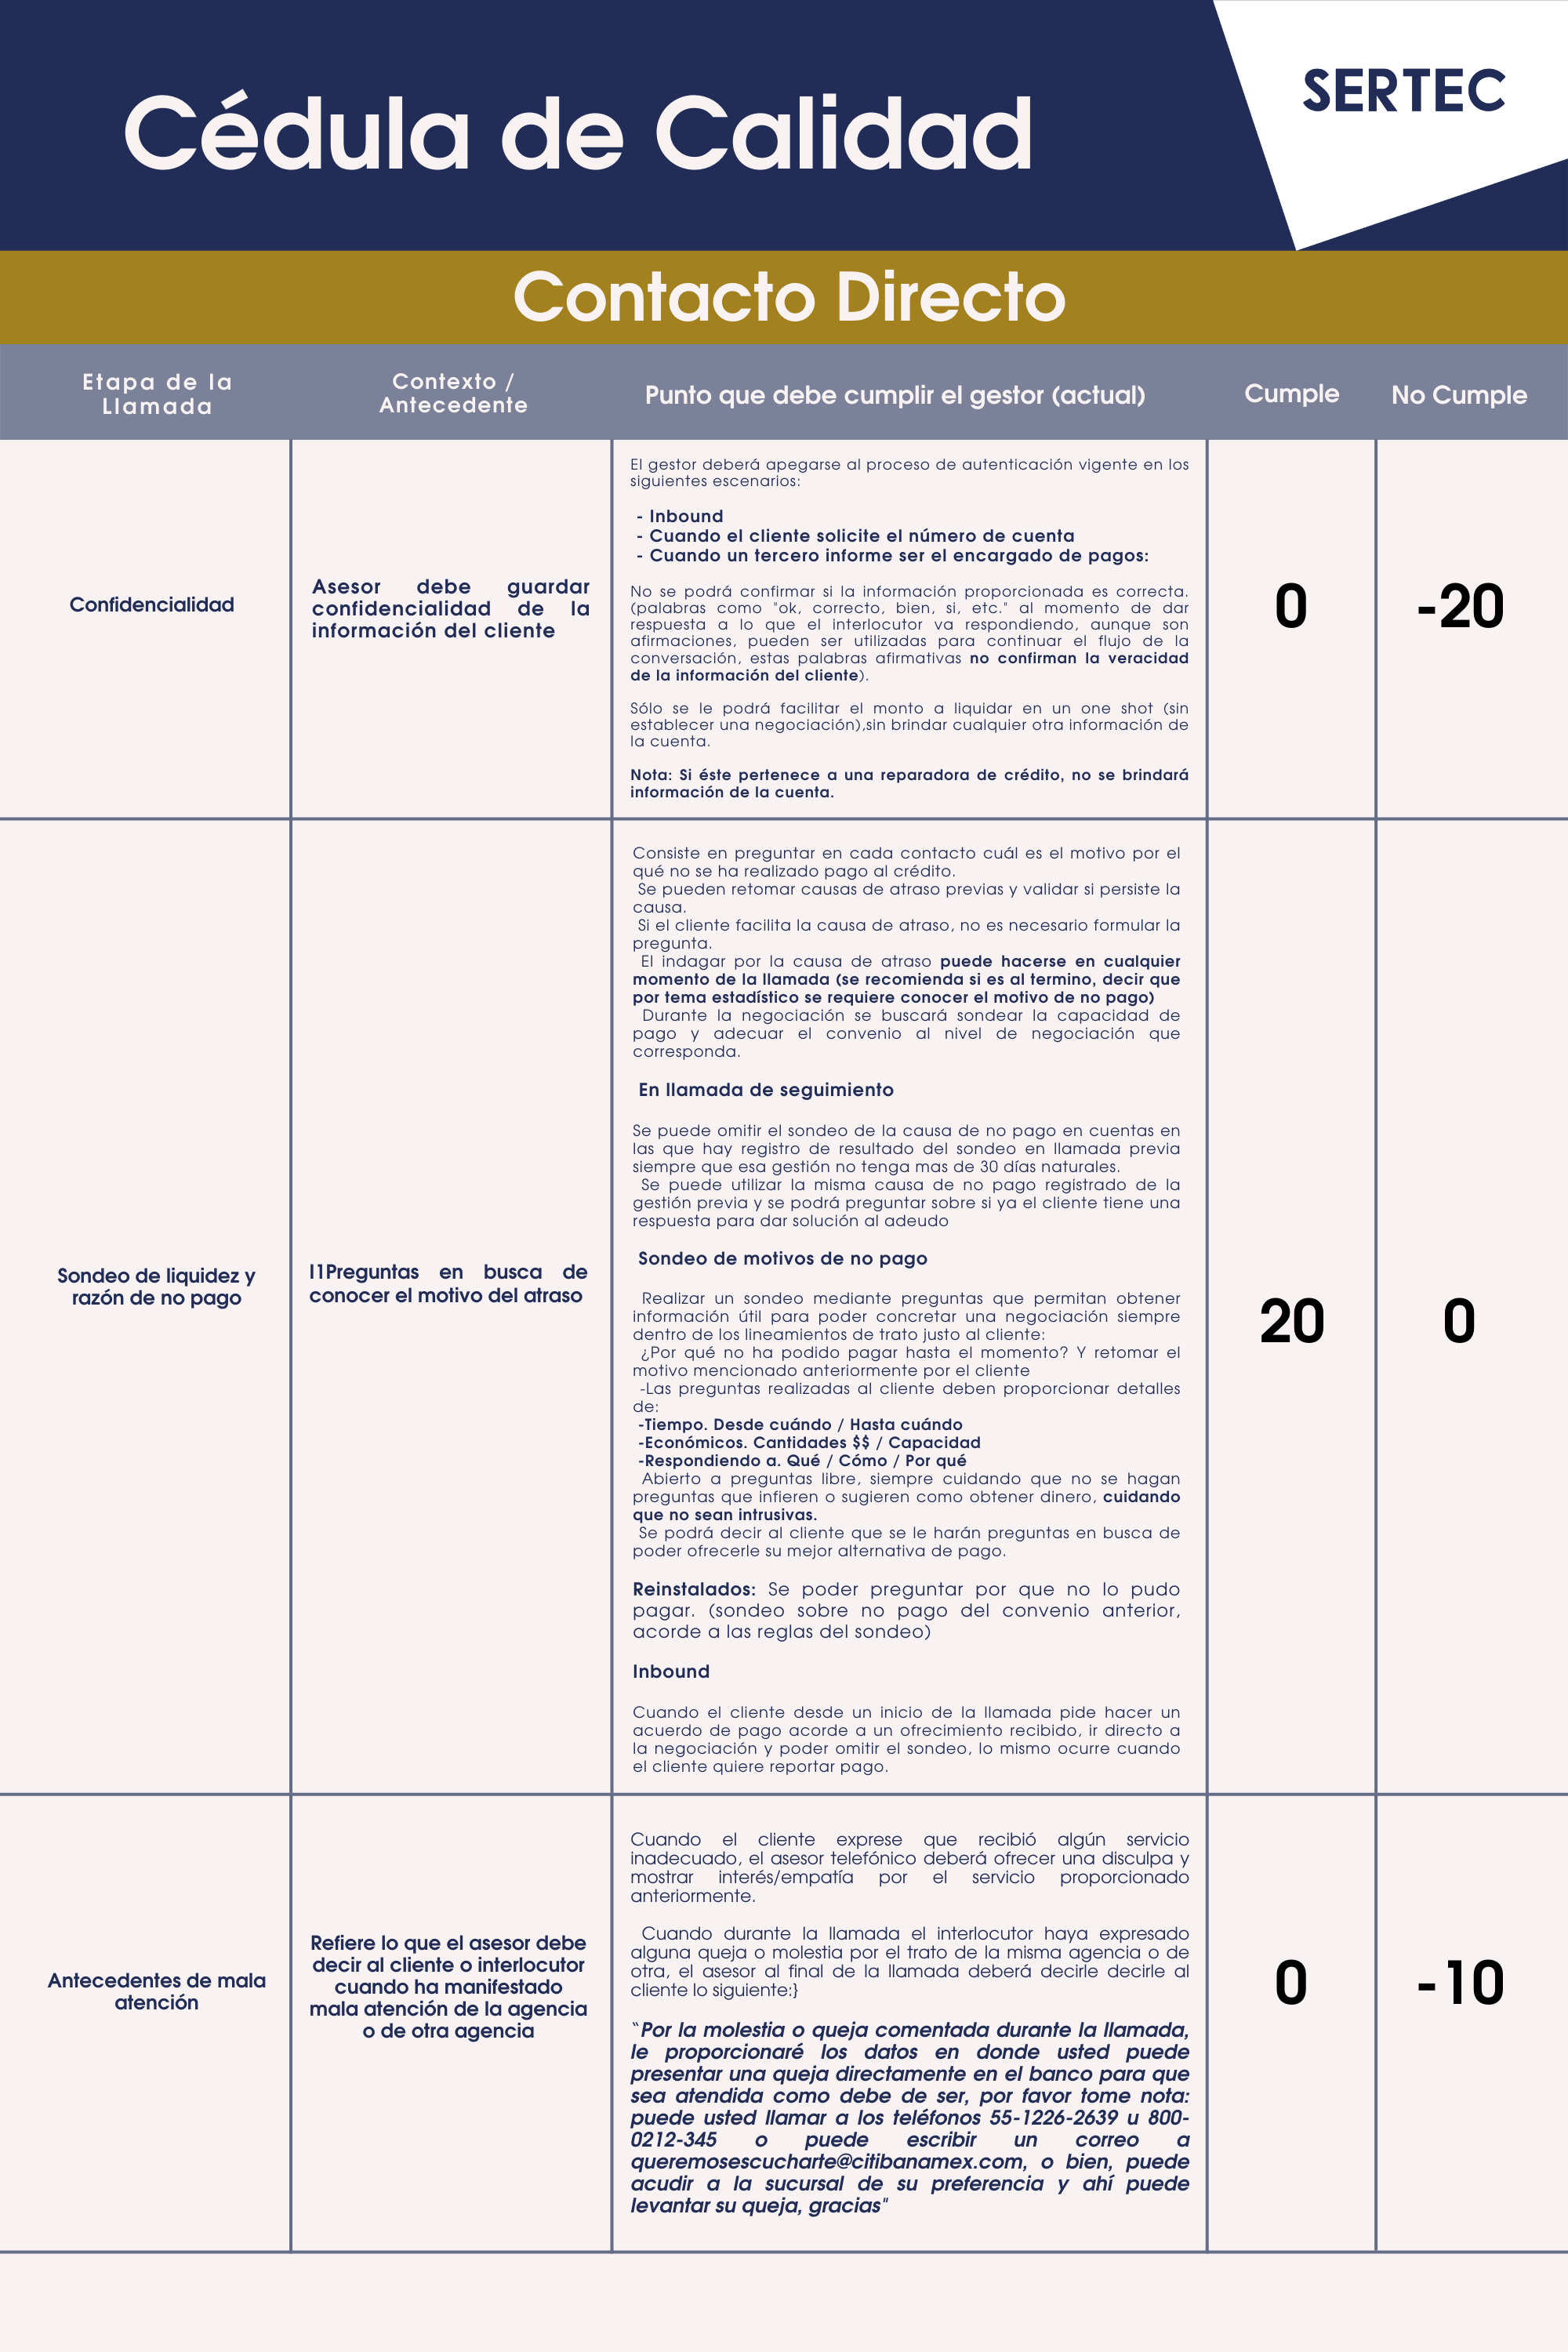 Cédula de Calidad
SERTEC
Contacto Directo
Etapa de la
Llamada
Contexto /
Antecedente
Punto que debe cumplir el gestor (actual)
Cumple
No Cumple
Confidencialidad
Asesor debe guardar
confidencialidad de la
información del cliente
El gestor deberá apegarse al proceso de autenticación vigente en los
siguientes escenarios:
- Inbound
- Cuando el cliente solicite el número de cuenta
- Cuando un tercero informe ser el encargado de pagos:
No se podrá confirmar si la información proporcionada es correcta.
(palabras como "ok, correcto, bien, si, etc." al momento de dar
respuesta a lo que el interlocutor va respondiendo, aunque son
afirmaciones, pueden ser utilizadas para continuar el flujo de la
conversación, estas palabras afirmativas no confirman la veracidad
de la información del cliente).
Sólo se le podrá facilitar el monto a liquidar en un one shot (sin
establecer una negociación),sin brindar cualquier otra información de
la cuenta.
Nota: Si éste pertenece a una reparadora de crédito, no se brindará
información de la cuenta.
0
-20
Sondeo de liquidez y
razón de no pago
I1Preguntas en busca de
conocer el motivo del atraso
Consiste en preguntar en cada contacto cuál es el motivo por el
qué no se ha realizado pago al crédito.
Se pueden retomar causas de atraso previas y validar si persiste la
causa.
Si el cliente facilita la causa de atraso, no es necesario formular la
pregunta.
El indagar por la causa de atraso puede hacerse en cualquier
momento de la llamada (se recomienda si es al termino, decir que
por tema estadístico se requiere conocer el motivo de no pago)
Durante la negociación se buscará sondear la capacidad de
pago y adecuar el convenio al nivel de negociación que
corresponda.
En llamada de seguimiento
Se puede omitir el sondeo de la causa de no pago en cuentas en
las que hay registro de resultado del sondeo en llamada previa
siempre que esa gestión no tenga mas de 30 días naturales.
Se puede utilizar la misma causa de no pago registrado de la
gestión previa y se podrá preguntar sobre si ya el cliente tiene una
respuesta para dar solución al adeudo
Sondeo de motivos de no pago
Realizar un sondeo mediante preguntas que permitan obtener
información útil para poder concretar una negociación siempre
dentro de los lineamientos de trato justo al cliente:
¿Por qué no ha podido pagar hasta el momento? Y retomar el
motivo mencionado anteriormente por el cliente
-Las preguntas realizadas al cliente deben proporcionar detalles
de:
-Tiempo. Desde cuándo / Hasta cuándo
-Económicos. Cantidades $$ / Capacidad
-Respondiendo a. Qué / Cómo / Por qué
Abierto a preguntas libre, siempre cuidando que no se hagan
preguntas que infieren o sugieren como obtener dinero, cuidando
que no sean intrusivas.
Se podrá decir al cliente que se le harán preguntas en busca de
poder ofrecerle su mejor alternativa de pago.
Reinstalados: Se poder preguntar por que no lo pudo
pagar. (sondeo sobre no pago del convenio anterior,
acorde a las reglas del sondeo)
Inbound
Cuando el cliente desde un inicio de la llamada pide hacer un
acuerdo de pago acorde a un ofrecimiento recibido, ir directo a
la negociación y poder omitir el sondeo, lo mismo ocurre cuando
el cliente quiere reportar pago.
20
0
Antecedentes de mala
atención
Refiere lo que el asesor debe
decir al cliente o interlocutor
cuando ha manifestado
mala atención de la agencia
o de otra agencia
Cuando el cliente exprese que recibió algún servicio
inadecuado, el asesor telefónico deberá ofrecer una disculpa y
mostrar interés/empatía por el servicio proporcionado
anteriormente.
Cuando durante la llamada el interlocutor haya expresado
alguna queja o molestia por el trato de la misma agencia o de
otra, el asesor al final de la llamada deberá decirle decirle al
cliente lo siguiente:}
“Por la molestia o queja comentada durante la llamada,
le proporcionaré los datos en donde usted puede
presentar una queja directamente en el banco para que
sea atendida como debe de ser, por favor tome nota:
puede usted llamar a los teléfonos 55-1226-2639 u 800-
0212-345 o puede escribir un correo a
queremosescucharte@citibanamex.com, o bien, puede
acudir a la sucursal de su preferencia y ahí puede
levantar su queja, gracias"
0
-10